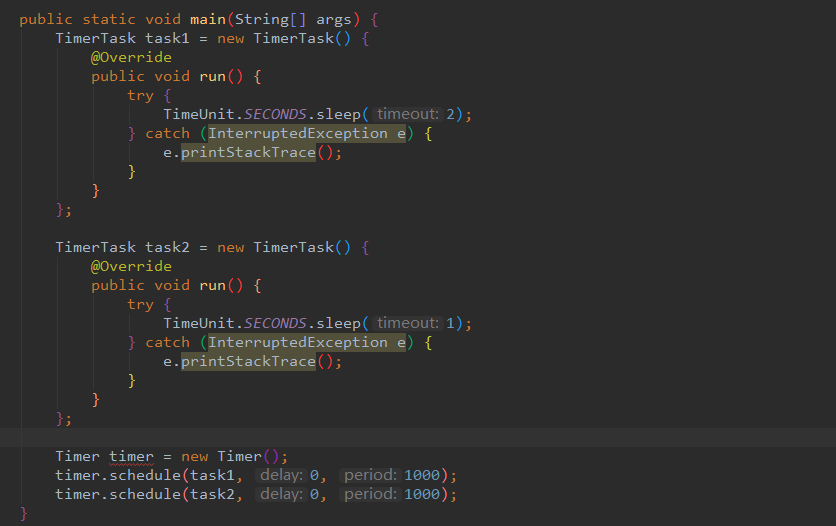 public static void main(String[] args) {
    TimerTask task1 = new TimerTask() {
        @Override
        public void run() {
            try {
                TimeUnit.SECONDS.sleep( timeout: 2);
            } catch (InterruptedException e) {
                e.printStackTrace();
            }
        }
    };

    TimerTask task2 = new TimerTask() {
        @Override
        public void run() {
            try {
                TimeUnit.SECONDS.sleep( timeout: 1);
            } catch (InterruptedException e) {
                e.printStackTrace();
            }
        }
    };

    Timer timer = new Timer();
    timer.schedule(task1, delay: 0, period: 1000);
    timer.schedule(task2, delay: 0, period: 1000);
}